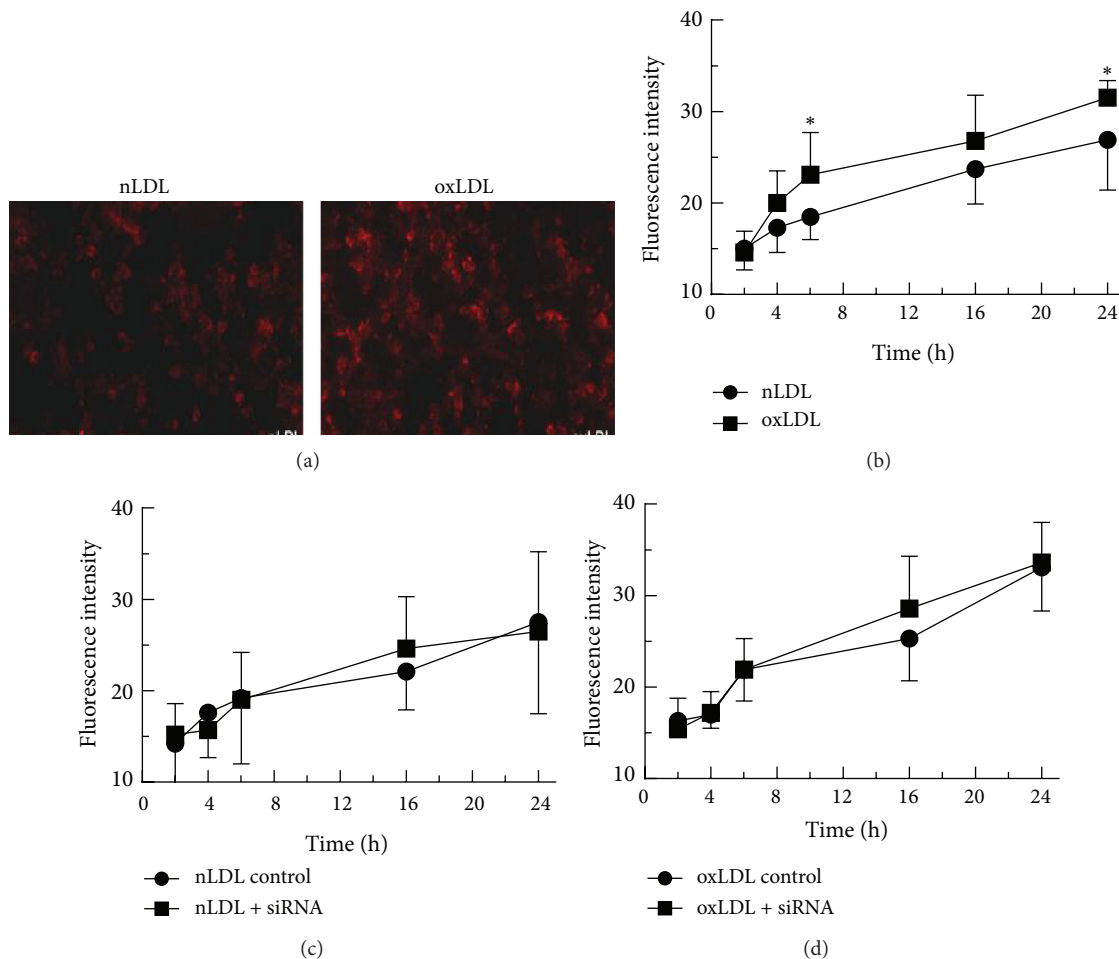 nLDL
oxLDL
(a)
Fluorescence intensity
40
30
20
10
0
4
8
12
16
20
24
*
*
Time (h)
nLDL
oxLDL
(b)
Fluorescence intensity
40
30
20
10
0
4
8
12
16
20
24
Time (h)
nLDL control
nLDL + siRNA
(c)
Fluorescence intensity
40
30
20
10
0
4
8
12
16
20
24
Time (h)
oxLDL control
oxLDL + siRNA
(d)